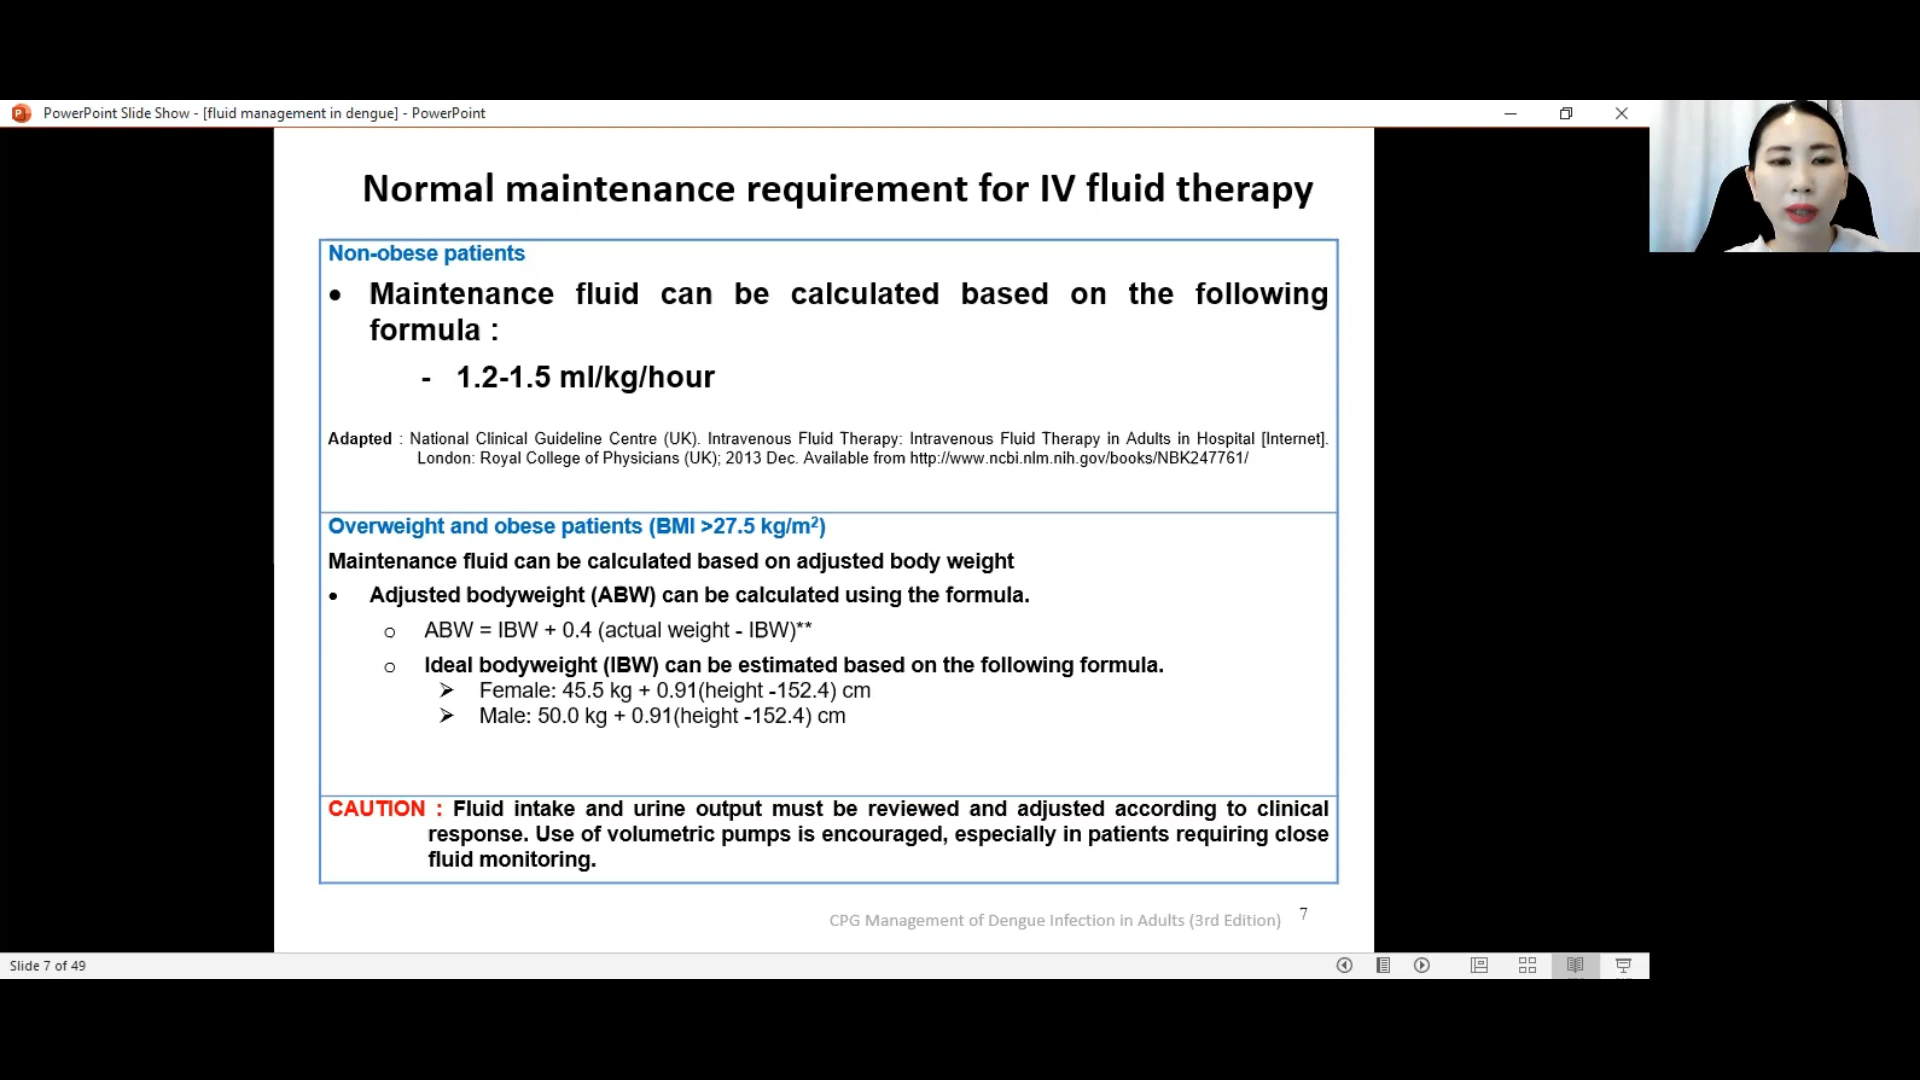 PowerPoint Slide Show - [fluid management in dengue] - PowerPoint
Normal maintenance requirement for IV fluid therapy
Non-obese patients
• Maintenance fluid can be calculated based on the following
formula :
- 1.2-1.5 ml/kg/hour
Adapted : National Clinical Guideline Centre (UK). Intravenous Fluid Therapy: Intravenous Fluid Therapy in Adults in Hospital [Internet].
London: Royal College of Physicians (UK); 2013 Dec. Available from http://www.ncbi.nlm.nih.gov/books/NBK247761/
Overweight and obese patients (BMI >27.5 kg/m²)
Maintenance fluid can be calculated based on adjusted body weight
• Adjusted bodyweight (ABW) can be calculated using the formula.
o ABW = IBW + 0.4 (actual weight - IBW)**
o Ideal bodyweight (IBW) can be estimated based on the following formula.
➢ Female: 45.5 kg + 0.91(height -152.4) cm
➢ Male: 50.0 kg + 0.91(height -152.4) cm
CAUTION : Fluid intake and urine output must be reviewed and adjusted according to clinical
response. Use of volumetric pumps is encouraged, especially in patients requiring close
fluid monitoring.
CPG Management of Dengue Infection in Adults (3rd Edition) 7
Slide 7 of 49